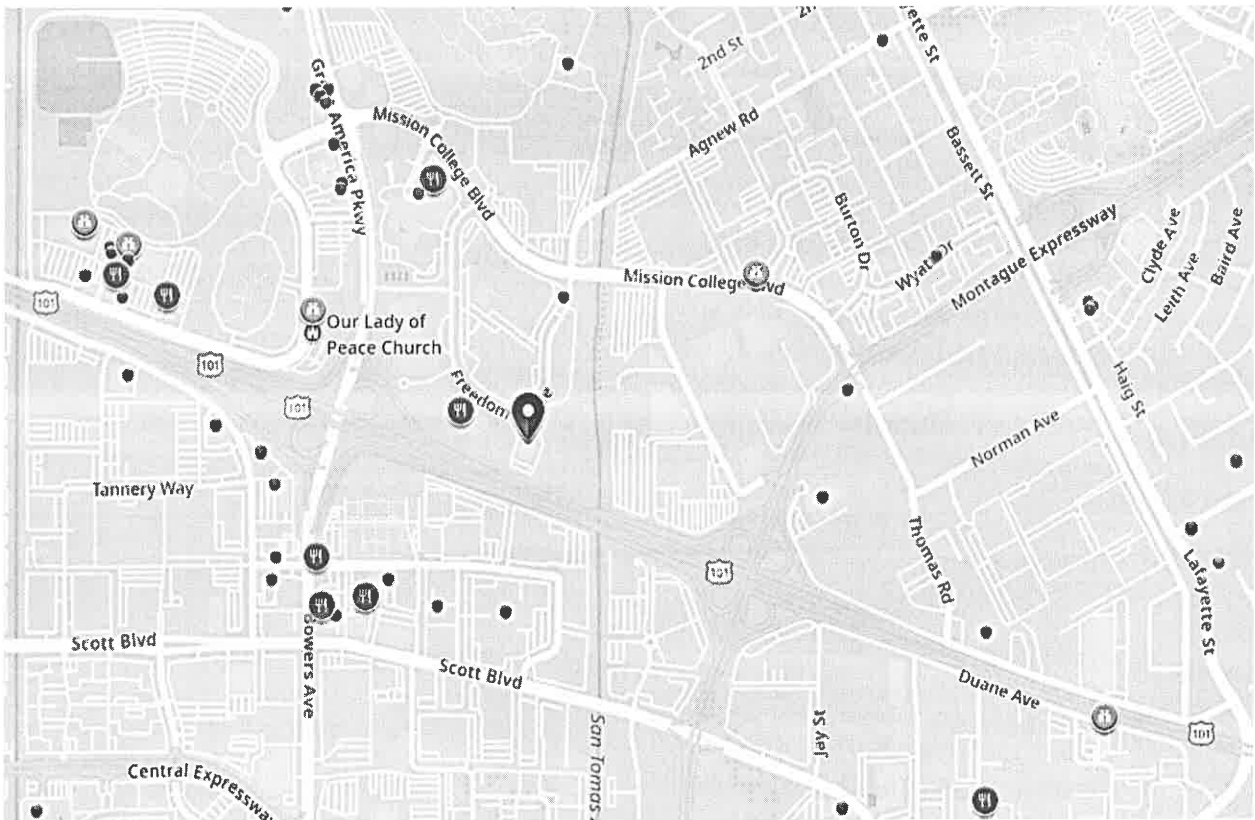 2nd St
Agnew Rd
Mission College Blvd
Bassett St
Burton Dr
Wyatt Dr
Montague Expressway
Clyde Ave
Leith Ave
Baird Ave
Mission College Blvd
America Pkwy
101
Our Lady of
Peace Church
101
101
Freedom
Haig St
Norman Ave
Tannery Way
101
Thomas Rd
Lafayette St
Scott Blvd
Bowers Ave
Scott Blvd
Duane Ave
101
Jay St
San Tomas
Central Expressway